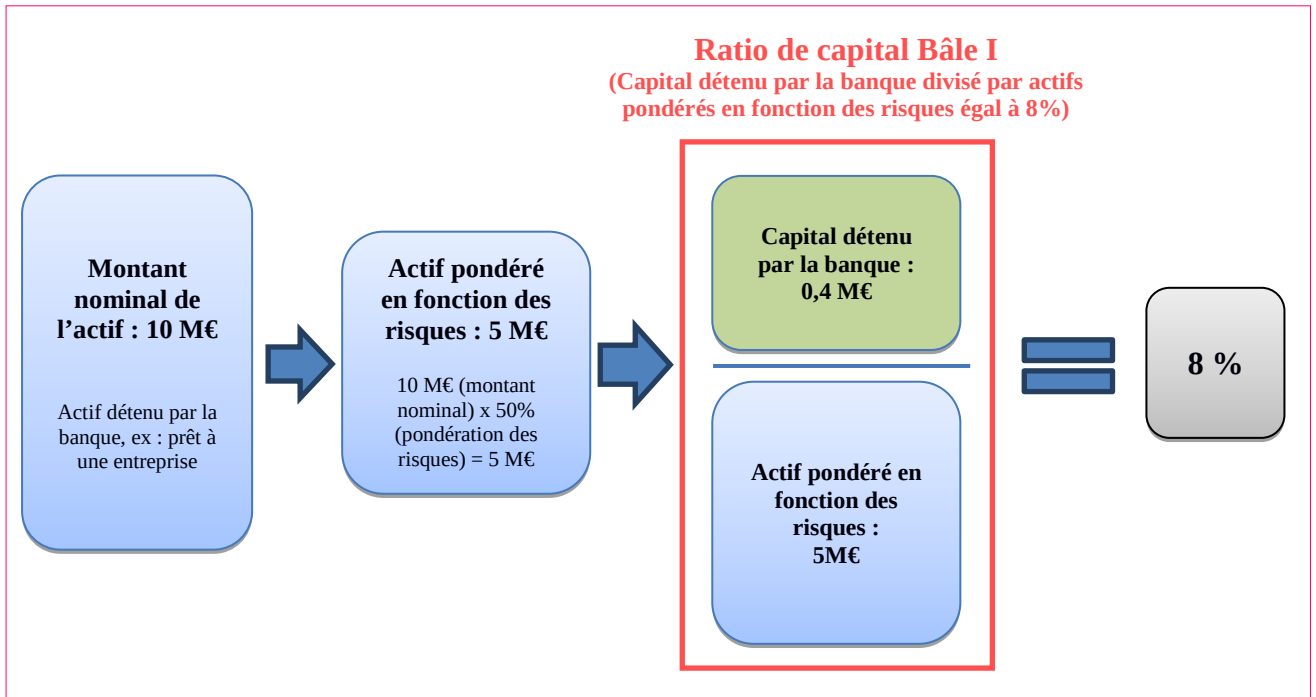 Ratio de capital Bâle I
(Capital détenu par la banque divisé par actifs
pondérés en fonction des risques égal à 8%)
Montant
nominal de
l’actif : 10 M€
Actif détenu par la
banque, ex : prêt à
une entreprise
Actif pondéré
en fonction des
risques : 5 M€
10 M€ (montant
nominal) x 50%
(pondération des
risques) = 5 M€
Capital détenu
par la banque :
0,4 M€
Actif pondéré en
fonction des
risques :
5M€
8 %